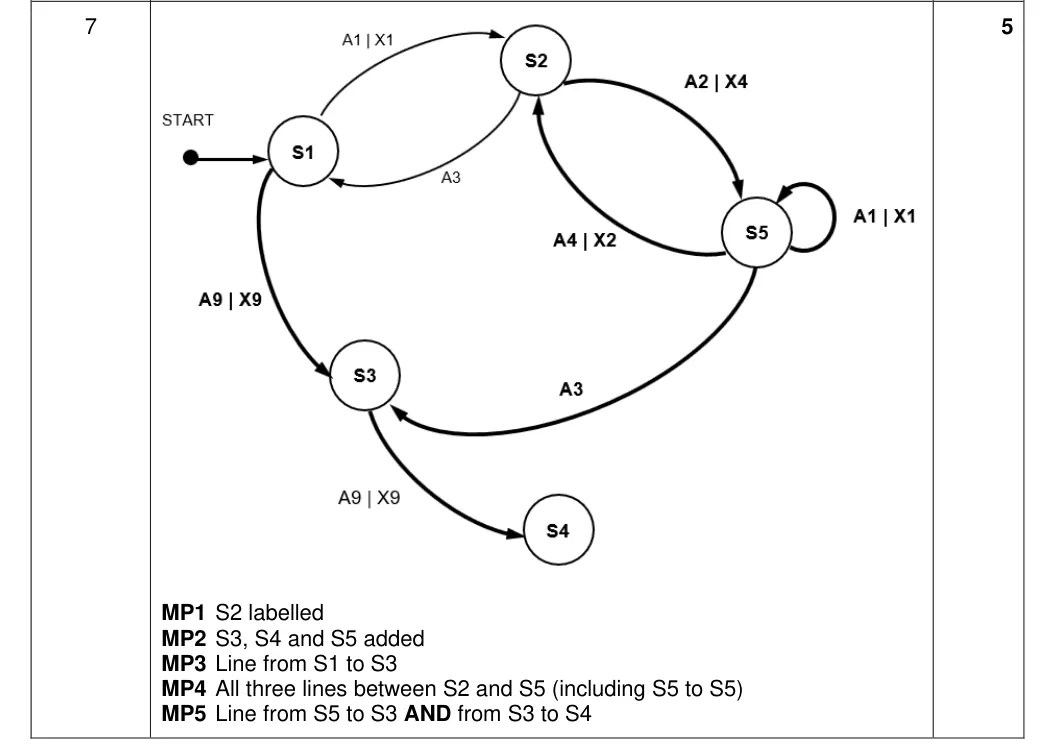 7
5
A1 | X1
S2
A2 | X4
START
S1
A3
S5
A1 | X1
A4 | X2
A9 | X9
S3
A3
A9 | X9
S4
MP1 S2 labelled
MP2 S3, S4 and S5 added
MP3 Line from S1 to S3
MP4 All three lines between S2 and S5 (including S5 to S5)
MP5 Line from S5 to S3 AND from S3 to S4